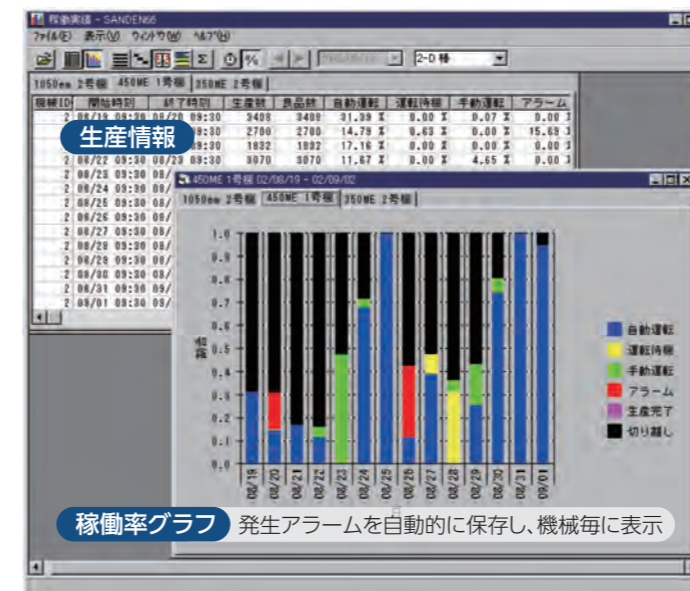 稼働実績 - SANDEN66
ファイル(F) 表示(V) ウィンドウ(W) ヘルプ(H)
2-D 棒
1050em 2号機 450ME 1号機 350ME 2号機
機械ID 開始時刻 終了時刻 生産数 良品数 自動運転 運転待機 手動運転 アラーム
2 08/19 09:30 08/20 09:30 3408 3408 31.39 % 0.00 % 0.07 % 0.00 %
09:30 2700 2700 14.79 % 0.63 % 0.00 % 15.69 %
09:30 1832 1832 17.16 % 0.00 % 0.00 % 0.00 %
2 08/22 09:30 08/23 09:30 3070 3070 11.67 % 0.00 % 4.65 % 0.00 %
2 08/23 09:30 08/
2 08/24 09:30 08/
2 08/25 09:30 08/
2 08/26 09:30 08/
2 08/27 09:30 08/
2 08/28 09:30 08/
2 08/29 09:30 08/
2 08/30 09:30 08/
2 08/31 09:30 09/
2 09/01 09:30 09/
生産情報
450ME 1号機 02/08/19 - 02/09/02
1050em 2号機 450ME 1号機 350ME 2号機
1.0
0.9
0.8
0.7
0.6
0.5
0.4
0.3
0.2
0.1
0.0
08/19 08/20 08/21 08/22 08/23 08/24 08/25 08/26 08/27 08/28 08/29 08/30 08/31 09/01
自動運転
運転待機
手動運転
アラーム
生産完了
切り離し
稼働率グラフ 発生アラームを自動的に保存し、機械毎に表示